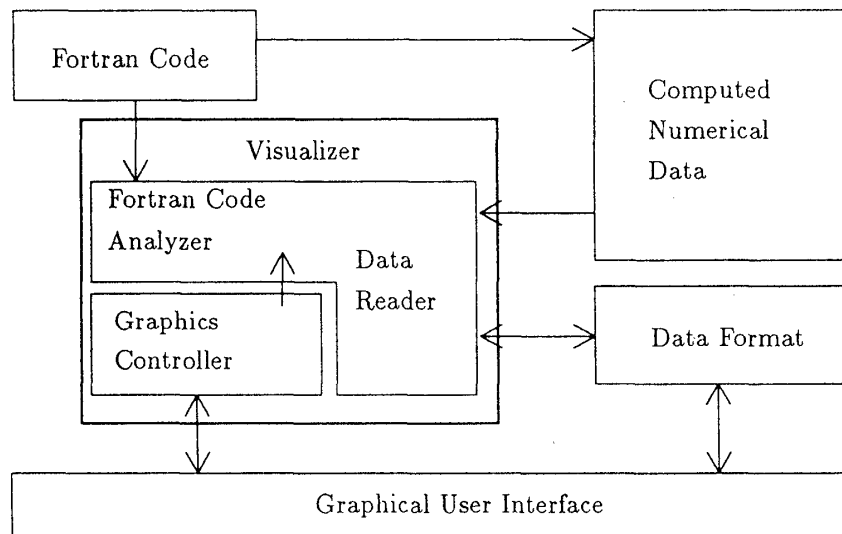 Fortran Code
Computed
Numerical
Data
Visualizer
Fortran Code
Analyzer
Data
Reader
Graphics
Controller
Data Format
Graphical User Interface